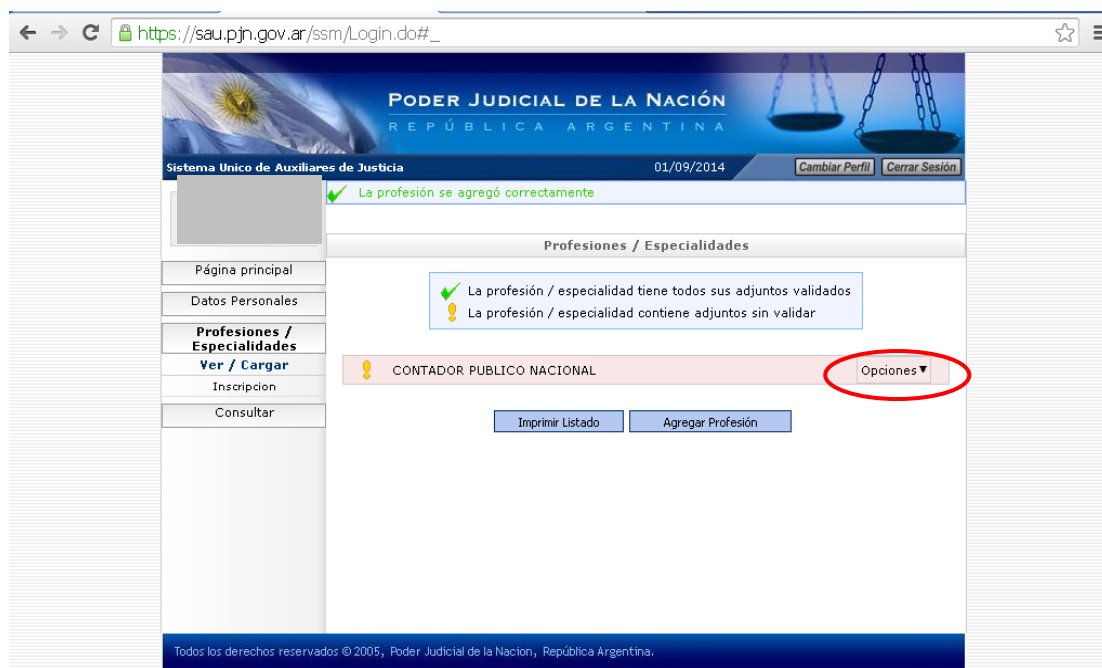 https://sau.pjn.gov.ar/ssm/Login.do#_
PODER JUDICIAL DE LA NACIÓN
REPÚBLICA ARGENTINA
Sistema Unico de Auxiliares de Justicia
01/09/2014
Cambiar Perfil
Cerrar Sesión
La profesión se agregó correctamente
Profesiones / Especialidades
Página principal
Datos Personales
Profesiones /
Especialidades
Ver / Cargar
Inscripcion
Consultar
La profesión / especialidad tiene todos sus adjuntos validados
La profesión / especialidad contiene adjuntos sin validar
CONTADOR PUBLICO NACIONAL
Opciones▼
Imprimir Listado
Agregar Profesión
Todos los derechos reservados © 2005, Poder Judicial de la Nacion, República Argentina.